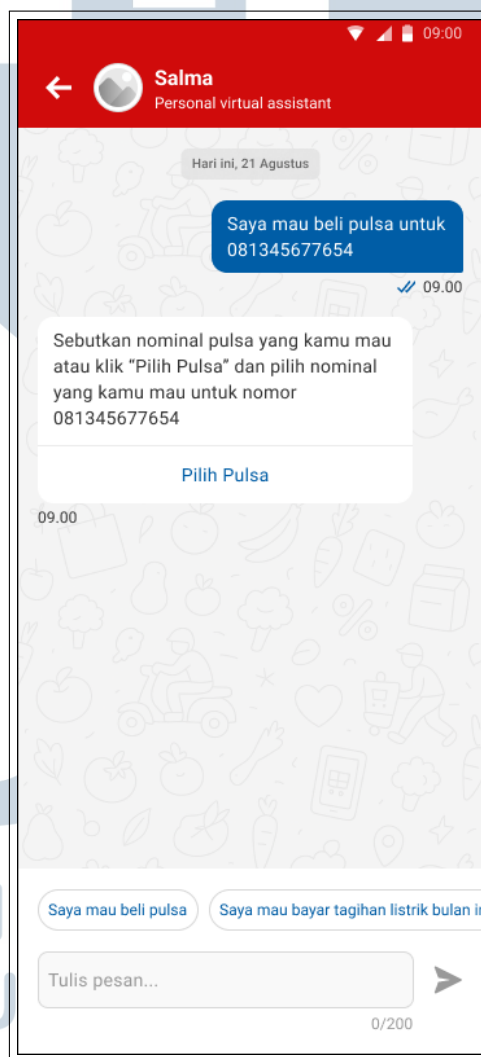 09:00
Salma
Personal virtual assistant
Hari ini, 21 Agustus
Saya mau beli pulsa untuk
081345677654
09.00
Sebutkan nominal pulsa yang kamu mau
atau klik “Pilih Pulsa” dan pilih nominal
yang kamu mau untuk nomor
081345677654
Pilih Pulsa
09.00
Saya mau beli pulsa
Saya mau bayar tagihan listrik bulan
Tulis pesan...
0/200